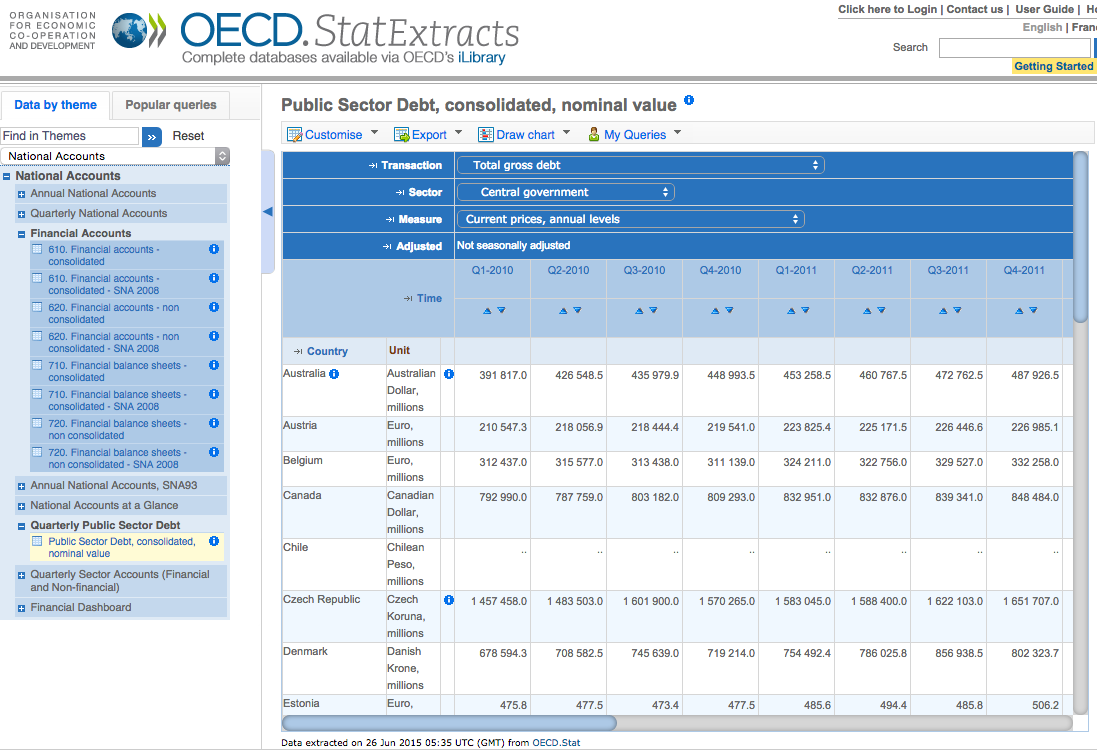 ORGANISATION
FOR ECONOMIC
CO-OPERATION
AND DEVELOPMENT
OECD.StatExtracts
Complete databases available via OECD's iLibrary
Click here to Login | Contact us | User Guide |
English |
Search
Getting Started
Data by theme
Popular queries
Find in Themes
»
Reset
National Accounts
National Accounts
Annual National Accounts
Quarterly National Accounts
Financial Accounts
610. Financial accounts -
consolidated
610. Financial accounts -
consolidated - SNA 2008
620. Financial accounts - non
consolidated
620. Financial accounts - non
consolidated - SNA 2008
710. Financial balance sheets -
consolidated
710. Financial balance sheets -
consolidated - SNA 2008
720. Financial balance sheets -
non consolidated
720. Financial balance sheets -
non consolidated - SNA 2008
Annual National Accounts, SNA93
National Accounts at a Glance
Quarterly Public Sector Debt
Public Sector Debt, consolidated,
nominal value
Quarterly Sector Accounts (Financial
and Non-financial)
Financial Dashboard
Public Sector Debt, consolidated, nominal value
Customise Export Draw chart My Queries
Transaction Total gross debt
Sector Central government
Measure Current prices, annual levels
Adjusted Not seasonally adjusted
Time Q1-2010 Q2-2010 Q3-2010 Q4-2010 Q1-2011 Q2-2011 Q3-2011 Q4-2011
Country Unit
Australia Australian 391 817.0 426 548.5 435 979.9 448 993.5 453 258.5 460 767.5 472 762.5 487 926.5
Dollar,
millions
Austria Euro, 210 547.3 218 056.9 218 444.4 219 541.0 223 825.4 225 171.5 226 446.6 226 985.1
millions
Belgium Euro, 312 437.0 315 577.0 313 438.0 311 139.0 324 211.0 322 756.0 329 527.0 332 258.0
millions
Canada Canadian 792 990.0 787 759.0 803 182.0 809 293.0 832 951.0 832 876.0 839 341.0 848 484.0
Dollar,
millions
Chile Chilean .. .. .. .. .. .. .. ..
Peso,
millions
Czech Republic Czech 1 457 458.0 1 483 503.0 1 601 900.0 1 570 265.0 1 583 045.0 1 588 400.0 1 622 103.0 1 651 707.0
Koruna,
millions
Denmark Danish 678 594.3 708 582.5 745 639.0 719 214.0 754 492.4 786 025.8 856 938.5 802 323.7
Krone,
millions
Estonia Euro, 475.8 477.5 473.4 477.5 485.6 494.4 485.8 506.2
Data extracted on 26 Jun 2015 05:35 UTC (GMT) from OECD.Stat